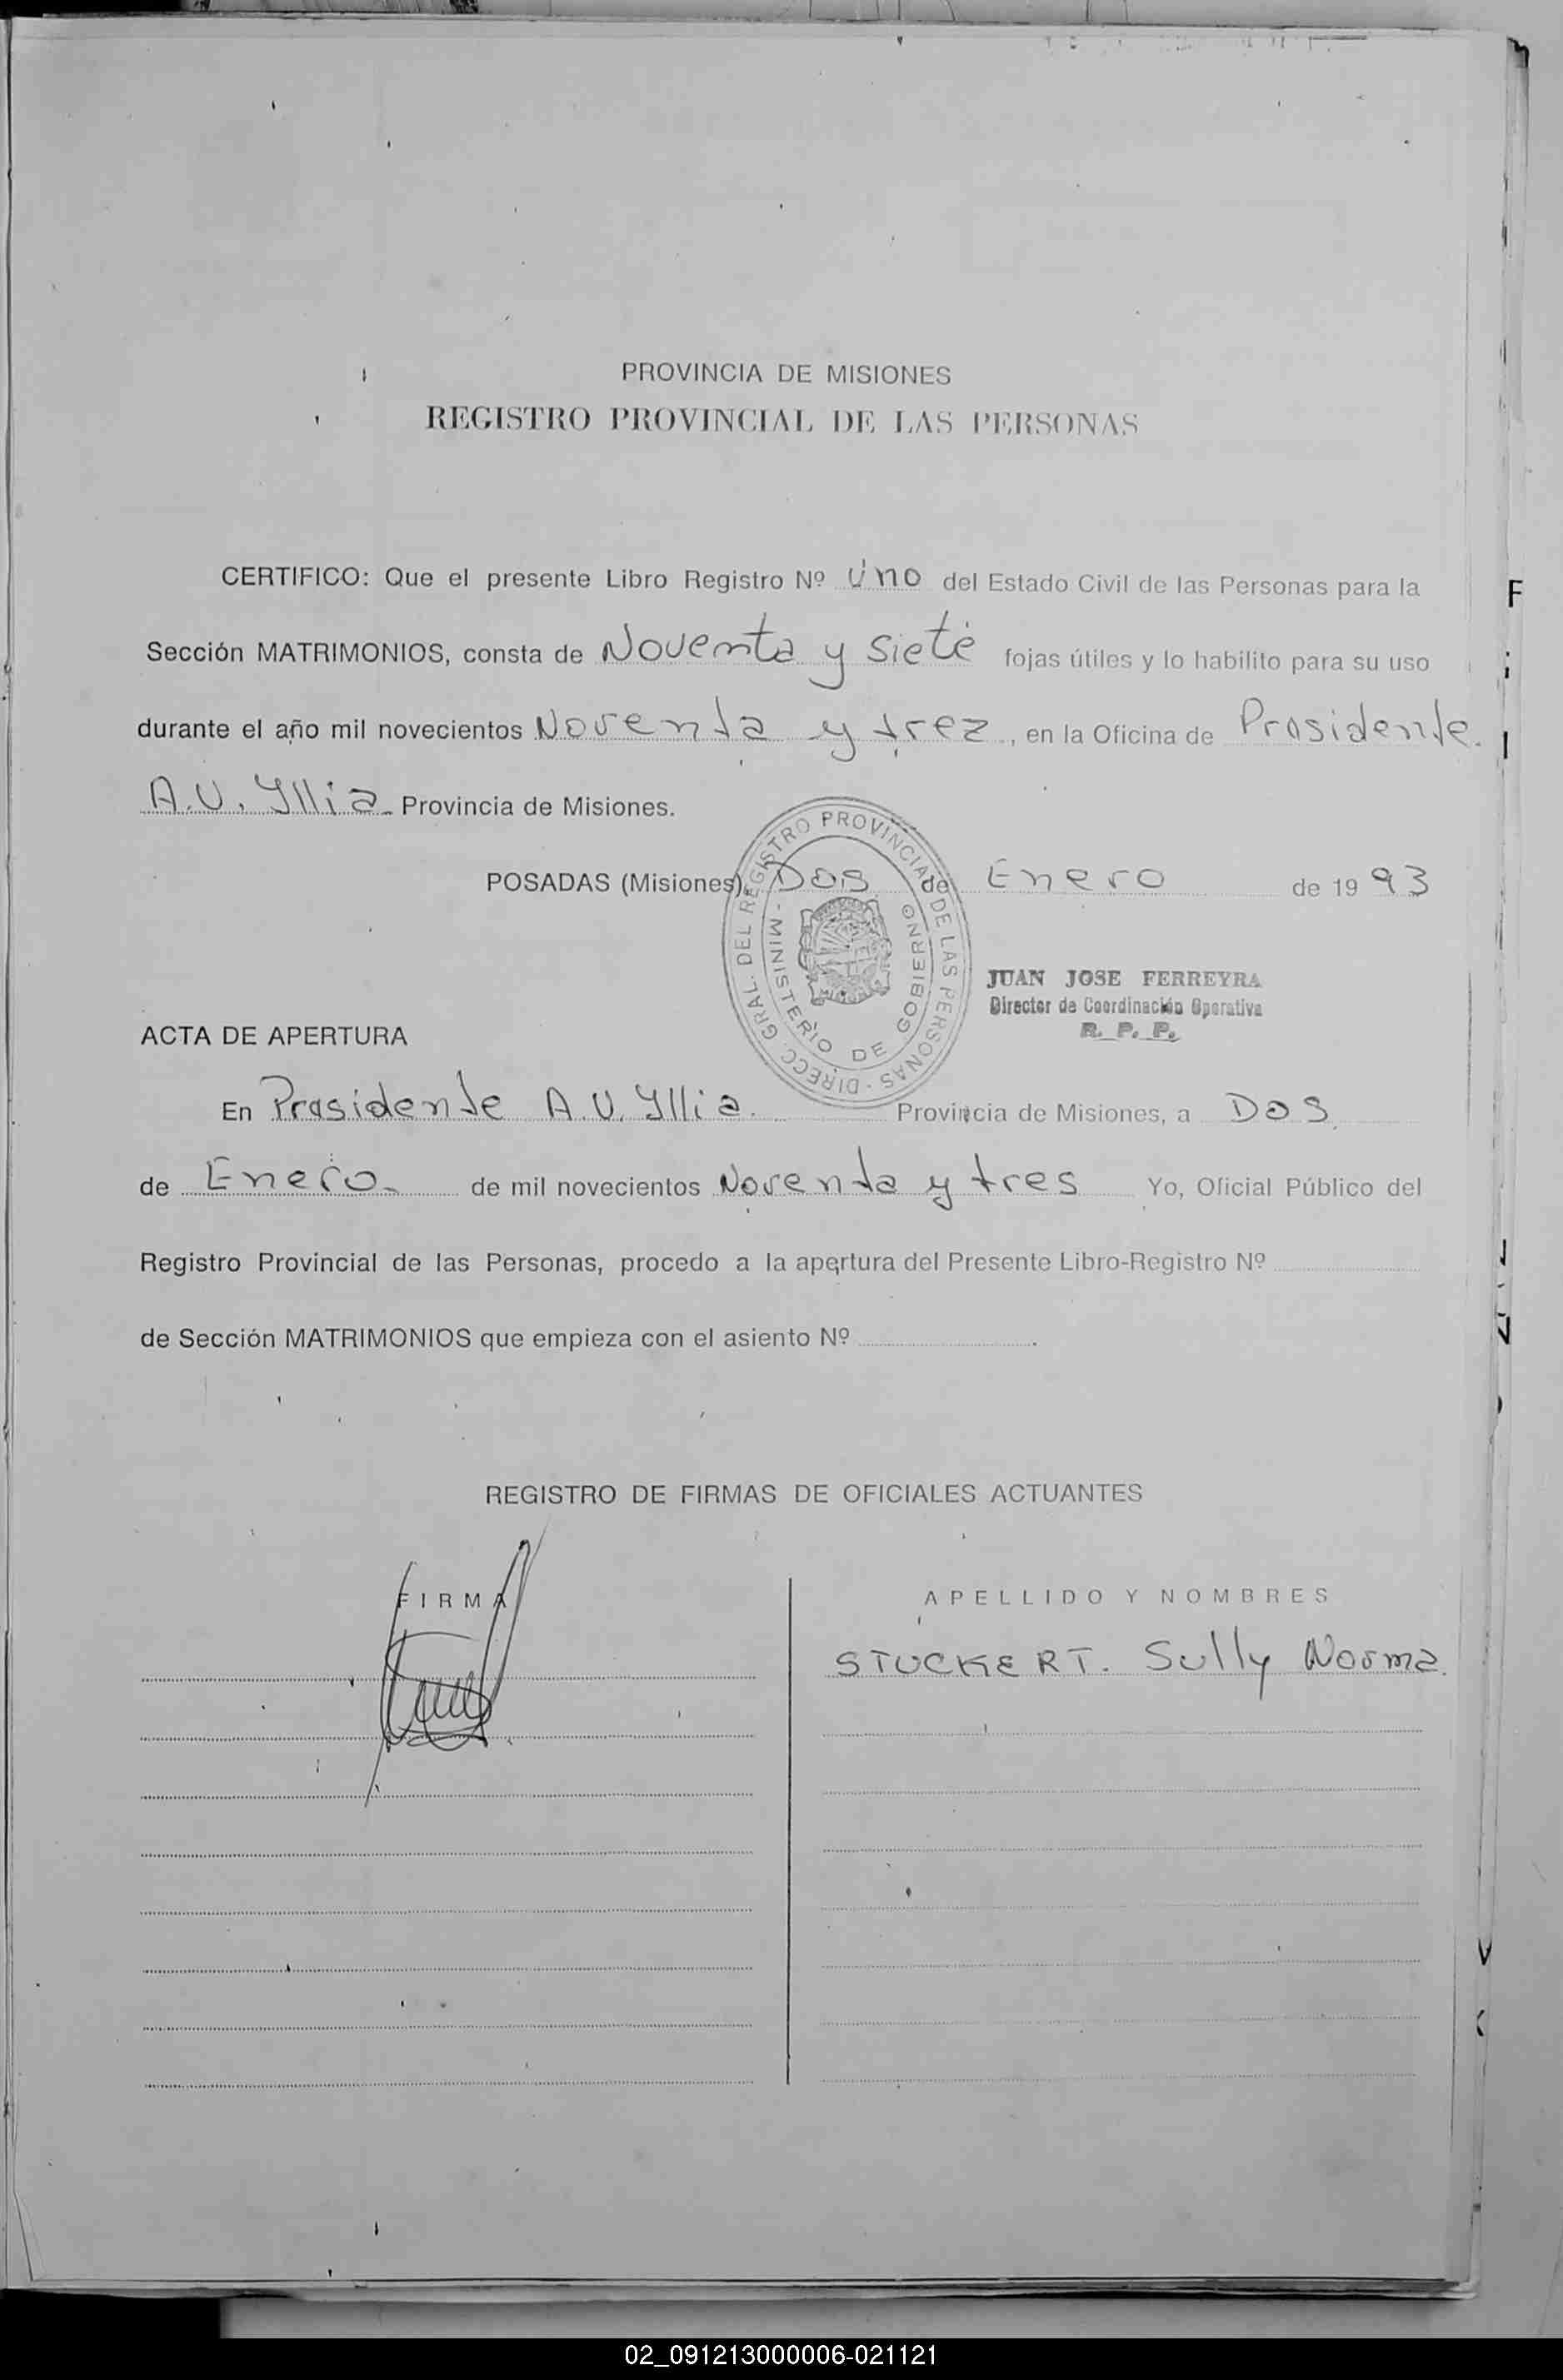 PROVINCIA DE MISIONES
REGISTRO PROVINCIAL DE LAS PERSONAS
CERTIFICO: Que el presente Libro Registro Nº Uno del Estado Civil de las Personas para la
Sección MATRIMONIOS, consta de Noventa y siete fojas útiles y lo habilito para su uso
durante el año mil novecientos Noventa y trez, en la Oficina de Prasidente.
A.U. Yllia Provincia de Misiones.
POSADAS (Misiones), Dos de Enero de 1993
DIRECC. GRAL. DEL REGISTRO PROVINCIAL DE LAS PERSONAS -
MINISTERIO DE GOBIERNO
JUAN JOSE FERREYRA
Director de Coordinación Operativa
R. P. P.
ACTA DE APERTURA
En Prasidente A.U. Yllia. Provincia de Misiones, a Dos
de Enero. de mil novecientos Noventa y tres Yo, Oficial Público del
Registro Provincial de las Personas, procedo a la apertura del Presente Libro-Registro Nº
de Sección MATRIMONIOS que empieza con el asiento Nº
REGISTRO DE FIRMAS DE OFICIALES ACTUANTES
FIRMA APELLIDO Y NOMBRES
STUCKERT. Sully Norma.
02_091213000006-021121